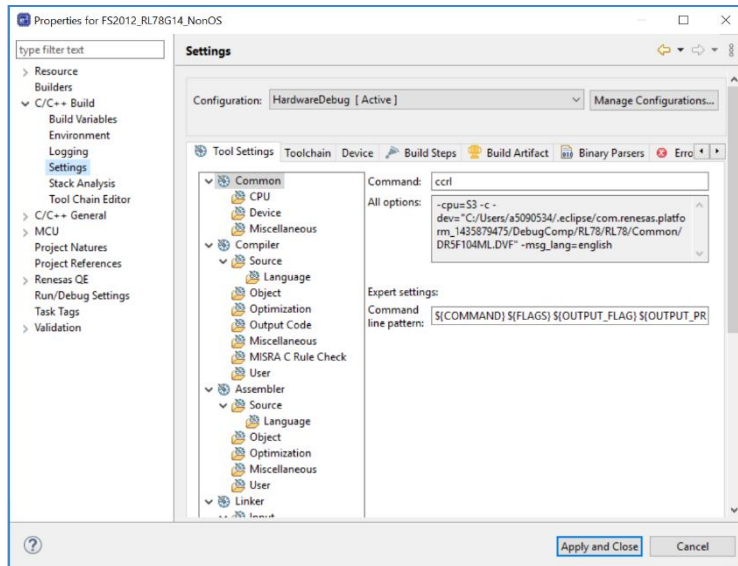 Properties for FS2012_RL78G14_NonOS
type filter text
Resource
Builders
C/C++ Build
Build Variables
Environment
Logging
Settings
Stack Analysis
Tool Chain Editor
C/C++ General
MCU
Project Natures
Project References
Renesas QE
Run/Debug Settings
Task Tags
Validation
Settings
Configuration: HardwareDebug [ Active ]
Manage Configurations...
Tool Settings Toolchain Device Build Steps Build Artifact Binary Parsers Erro
Common
CPU
Device
Miscellaneous
Compiler
Source
Language
Object
Optimization
Output Code
Miscellaneous
MISRA C Rule Check
User
Assembler
Source
Language
Object
Optimization
Miscellaneous
User
Linker
Input
Command: ccrl
All options:
-cpu=S3 -c -
dev="C:/Users/a5090534/.eclipse/com.renesas.platfo
rm_1435879475/DebugComp/RL78/RL78/Common/
DR5F104ML.DVF" -msg_lang=english
Expert settings:
Command
line pattern: ${COMMAND} ${FLAGS} ${OUTPUT_FLAG} ${OUTPUT_PR
Apply and Close
Cancel